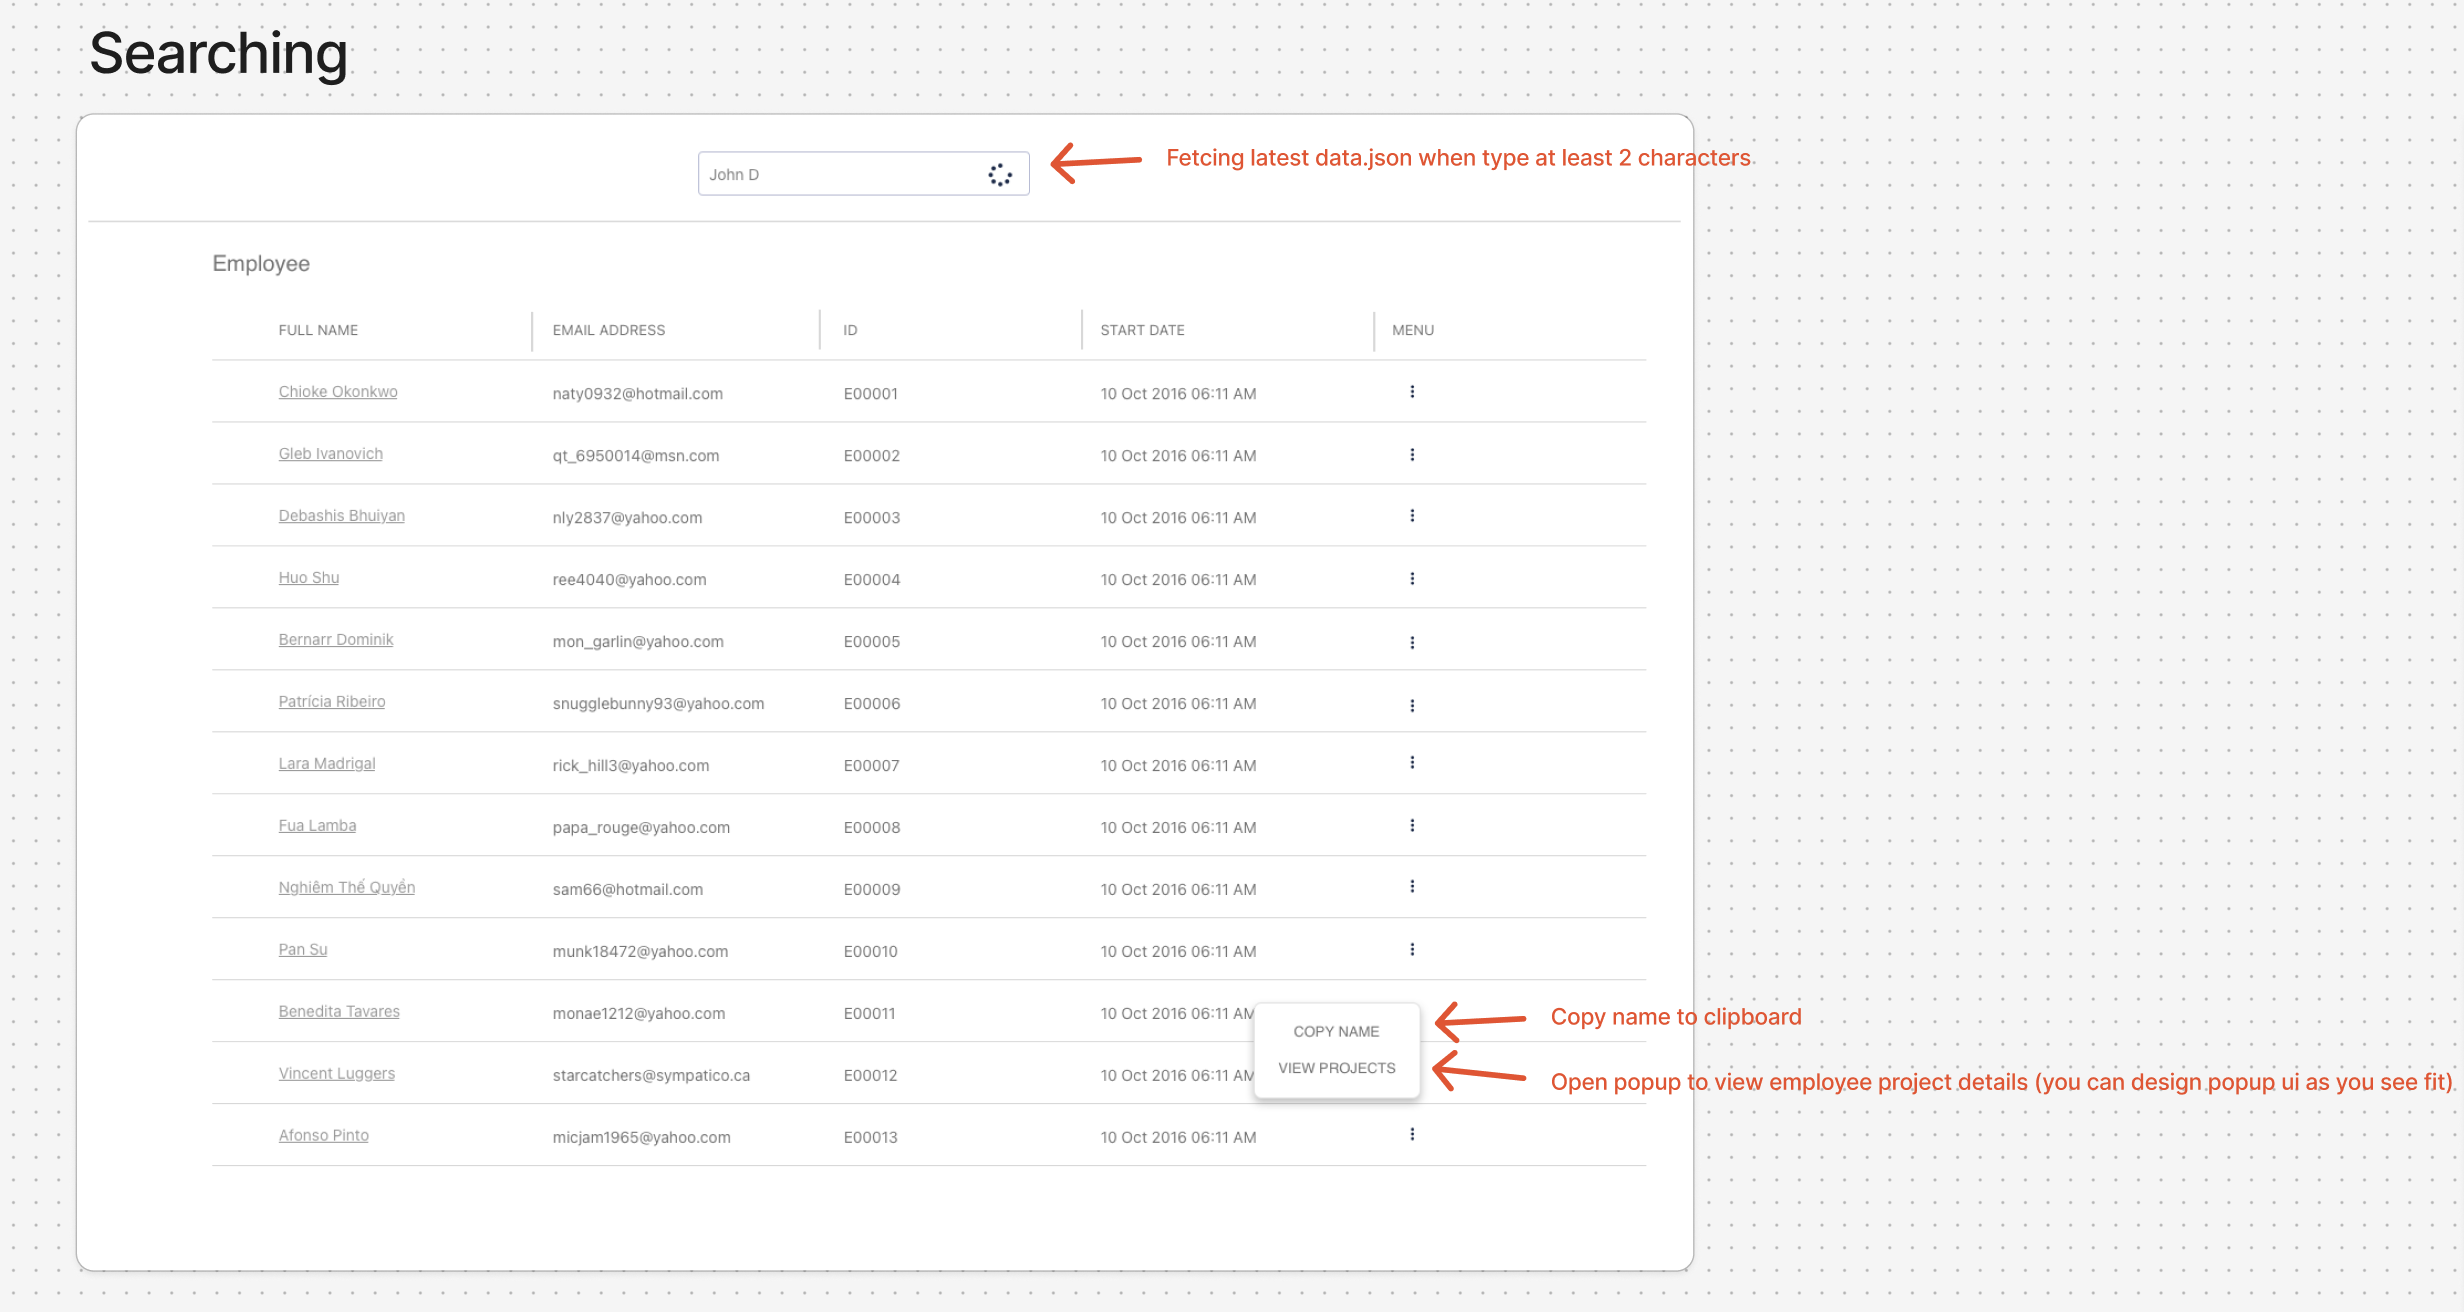 Searching
John D
Fetcing latest data.json when type at least 2 characters
Employee
FULL NAME EMAIL ADDRESS ID START DATE MENU
Chioke Okonkwo naty0932@hotmail.com E00001 10 Oct 2016 06:11 AM
Gleb Ivanovich qt_6950014@msn.com E00002 10 Oct 2016 06:11 AM
Debashis Bhuiyan nly2837@yahoo.com E00003 10 Oct 2016 06:11 AM
Huo Shu ree4040@yahoo.com E00004 10 Oct 2016 06:11 AM
Bernarr Dominik mon_garlin@yahoo.com E00005 10 Oct 2016 06:11 AM
Patrícia Ribeiro snugglebunny93@yahoo.com E00006 10 Oct 2016 06:11 AM
Lara Madrigal rick_hill3@yahoo.com E00007 10 Oct 2016 06:11 AM
Fua Lamba papa_rouge@yahoo.com E00008 10 Oct 2016 06:11 AM
Nghiêm Thế Quyền sam66@hotmail.com E00009 10 Oct 2016 06:11 AM
Pan Su munk18472@yahoo.com E00010 10 Oct 2016 06:11 AM
Benedita Tavares monae1212@yahoo.com E00011 10 Oct 2016 06:11 AM
COPY NAME
Copy name to clipboard
Vincent Luggers starcatchers@sympatico.ca E00012 10 Oct 2016 06:11 AM
VIEW PROJECTS
Open popup to view employee project details (you can design popup ui as you see fit)
Afonso Pinto micjam1965@yahoo.com E00013 10 Oct 2016 06:11 AM